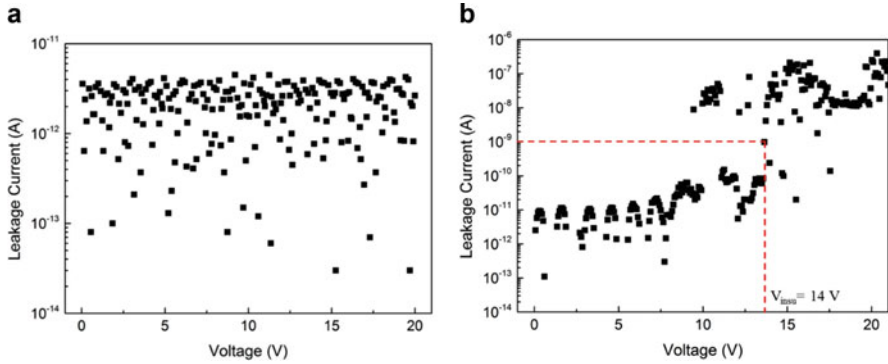 a
Leakage Current (A)
10⁻¹¹
10⁻¹²
10⁻¹³
10⁻¹⁴
0 5 10 15 20
Voltage (V)
b
Leakage Current (A)
10⁻⁶
10⁻⁷
10⁻⁸
10⁻⁹
10⁻¹⁰
10⁻¹¹
10⁻¹²
10⁻¹³
10⁻¹⁴
V_insu = 14 V
0 5 10 15 20
Voltage (V)